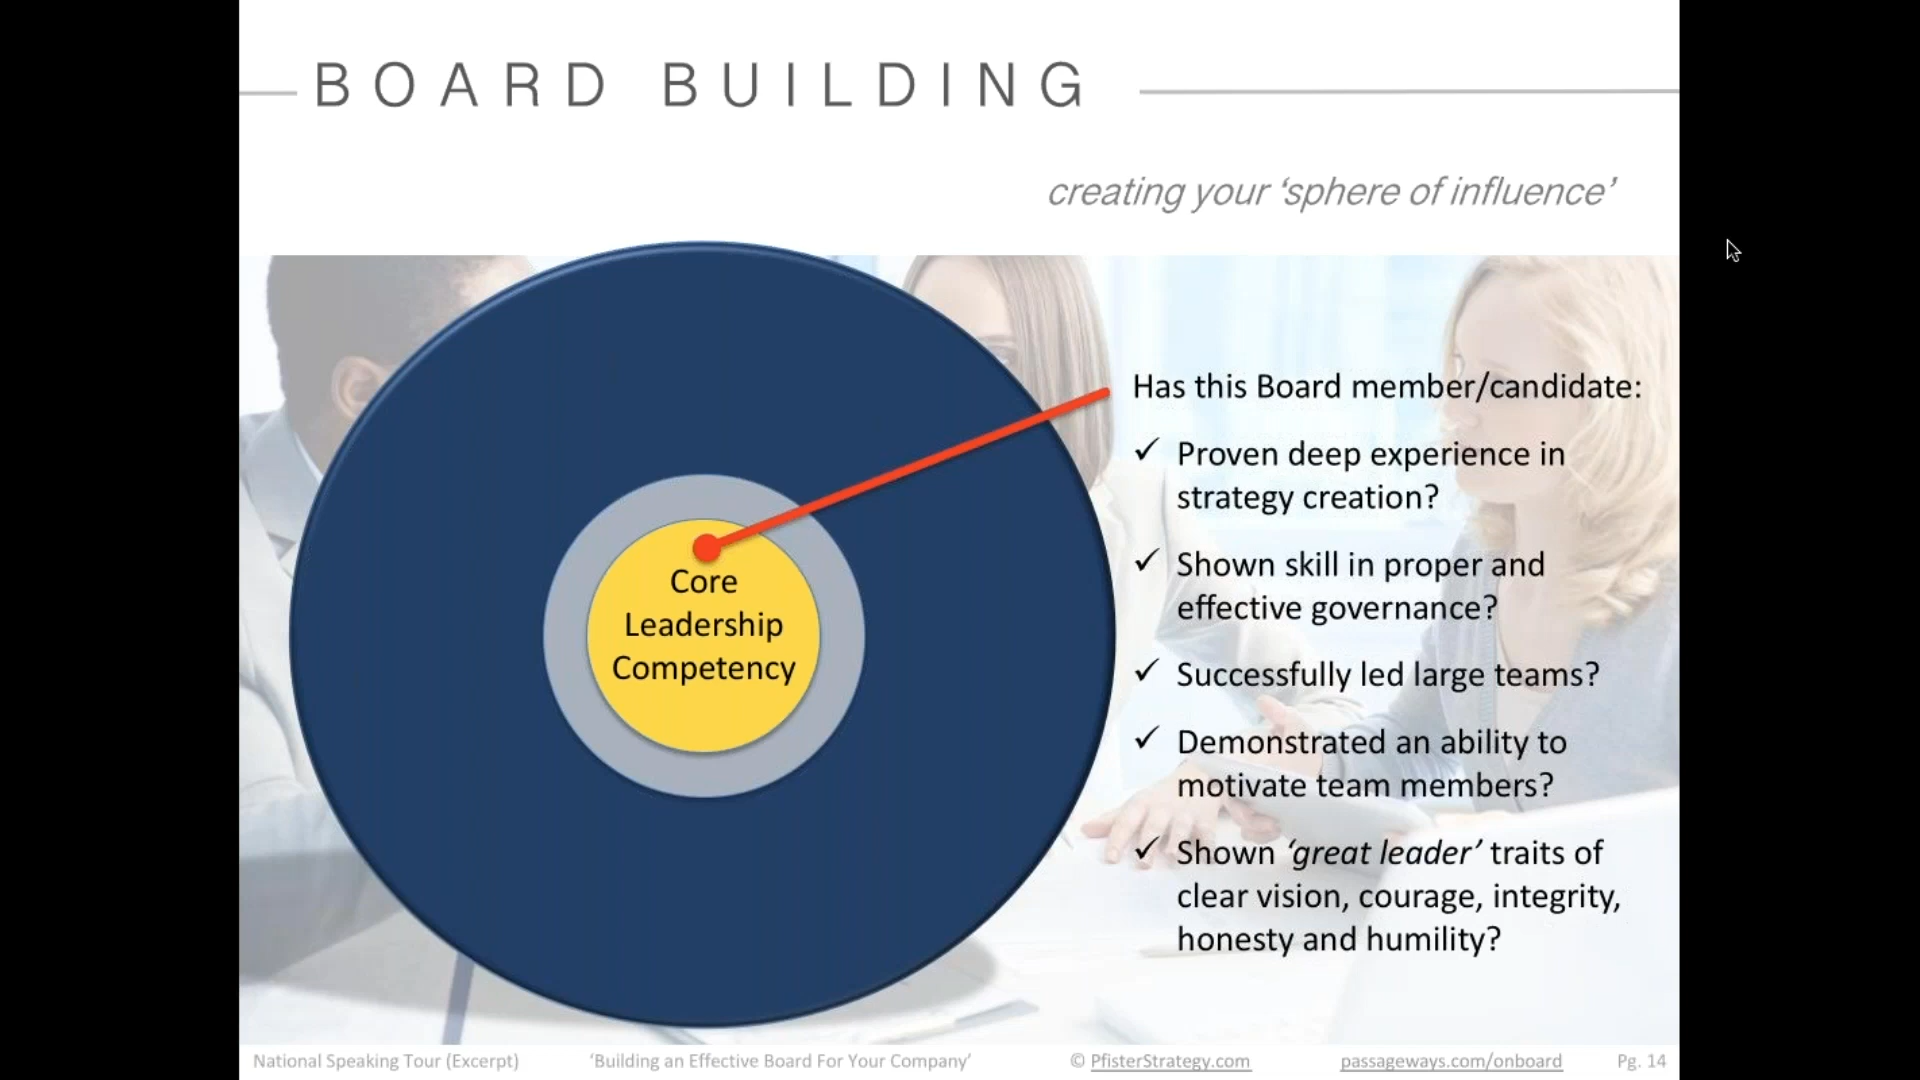 BOARD BUILDING
creating your ‘sphere of influence’
Has this Board member/candidate:
✓ Proven deep experience in
strategy creation?
✓ Shown skill in proper and
effective governance?
✓ Successfully led large teams?
✓ Demonstrated an ability to
motivate team members?
✓ Shown ‘great leader’ traits of
clear vision, courage, integrity,
honesty and humility?
Core
Leadership
Competency
National Speaking Tour (Excerpt) ‘Building an Effective Board For Your Company’ © PfisterStrategy.com passageways.com/onboard Pg. 14